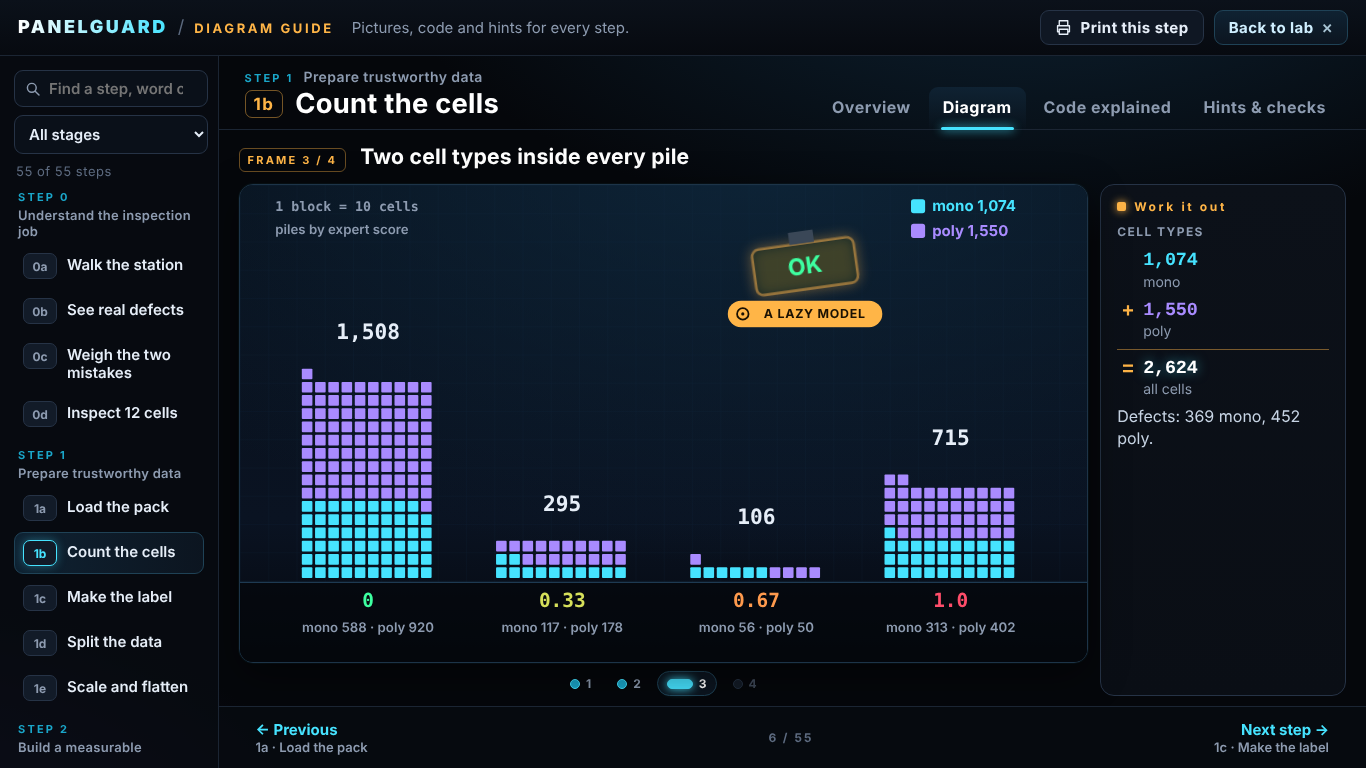 PANELGUARD / DIAGRAM GUIDE Pictures, code and hints for every step.
Print this step
Back to lab ×
Find a step, word c
All stages
55 of 55 steps
STEP 0
Understand the inspection
job
0a Walk the station
0b See real defects
0c Weigh the two
mistakes
0d Inspect 12 cells
STEP 1
Prepare trustworthy data
1a Load the pack
1b Count the cells
1c Make the label
1d Split the data
1e Scale and flatten
STEP 2
Build a measurable
STEP 1 Prepare trustworthy data
1b Count the cells
Overview Diagram Code explained Hints & checks
FRAME 3 / 4 Two cell types inside every pile
1 block = 10 cells
piles by expert score
mono 1,074
poly 1,550
OK
A LAZY MODEL
1,508
295
106
715
0 0.33 0.67 1.0
mono 588 · poly 920 mono 117 · poly 178 mono 56 · poly 50 mono 313 · poly 402
1 2 3 4
Work it out
CELL TYPES
1,074
mono
+ 1,550
poly
= 2,624
all cells
Defects: 369 mono, 452
poly.
← Previous
1a · Load the pack
6 / 55
Next step →
1c · Make the label